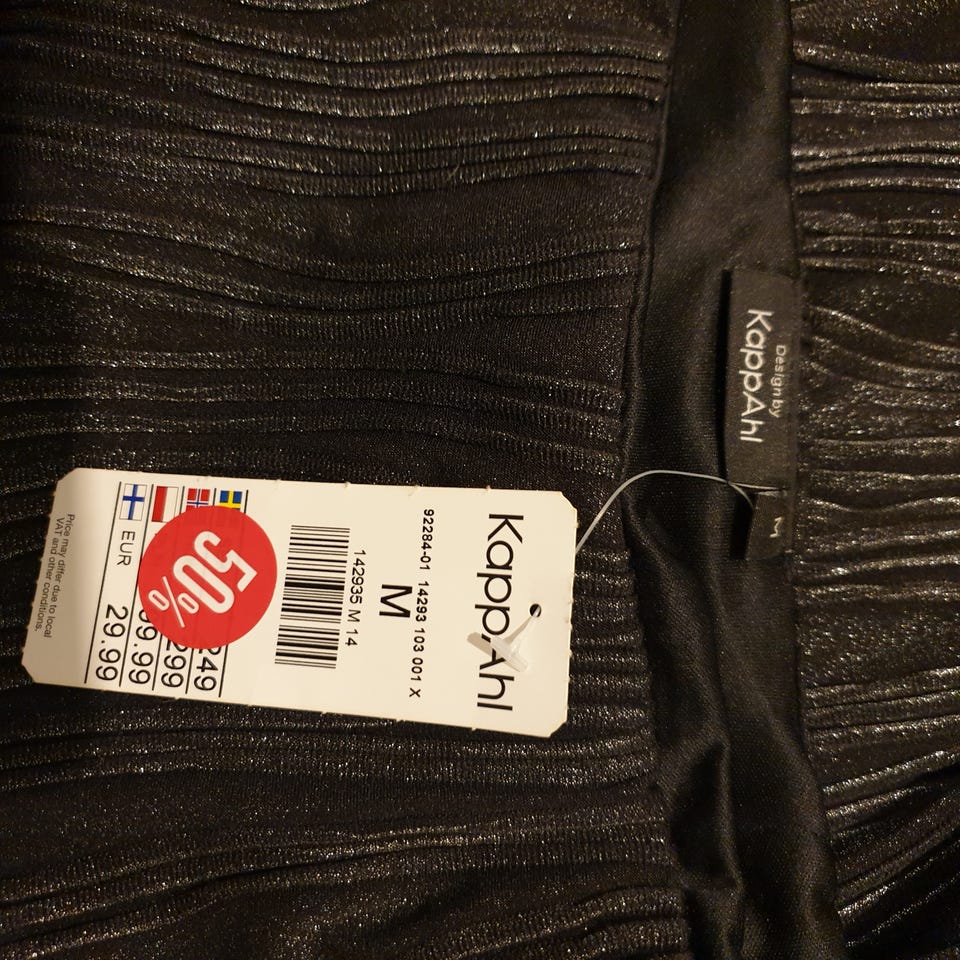 KappAhl
92284-01 14293 103 001 X
M
142935 M 14
249
299
99.99
EUR 29.99
50%
Price may differ due to local
VAT and other conditions.
Design by
KappAhl
M